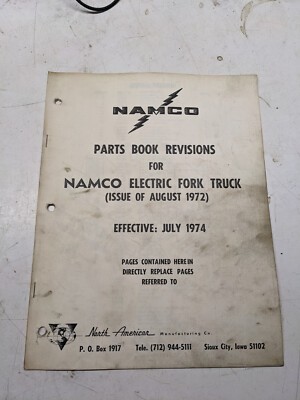 NAMCO
PARTS BOOK REVISIONS
FOR
NAMCO ELECTRIC FORK TRUCK
(ISSUE OF AUGUST 1972)
EFFECTIVE: JULY 1974
PAGES CONTAINED HEREIN
DIRECTLY REPLACE PAGES
REFERRED TO
North American Manufacturing Co.
P. O. Box 1917 Tele. (712) 944-5111 Sioux City, Iowa 51102